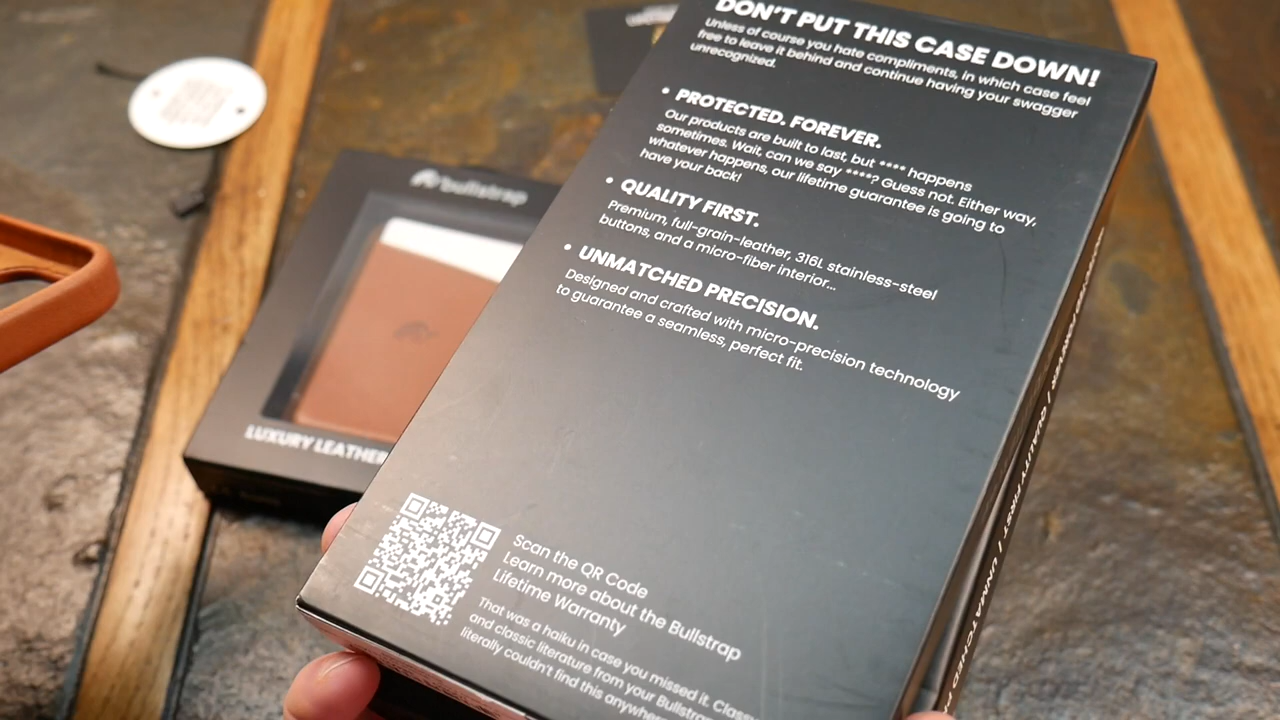 DON'T PUT THIS CASE DOWN!
Unless of course you hate compliments, in which case feel
free to leave it behind and continue having your swagger
unrecognized.
• PROTECTED. FOREVER.
Our products are built to last, but **** happens
sometimes. Wait, can we say ****? Guess not. Either way,
whatever happens, our lifetime guarantee is going to
have your back!
• QUALITY FIRST.
Premium, full-grain-leather, 316L stainless-steel
buttons, and a micro-fiber interior...
• UNMATCHED PRECISION.
Designed and crafted with micro-precision technology
to guarantee a seamless, perfect fit.
Scan the QR Code
Learn more about the Bullstrap
Lifetime Warranty
That was a haiku in case you missed it. Classy
and classic literature from your Bullstrap
literally couldn't find this anywhere
bullstrap
LUXURY LEATHER
FOREVER | QUALITY FIRST | UNMATCHED